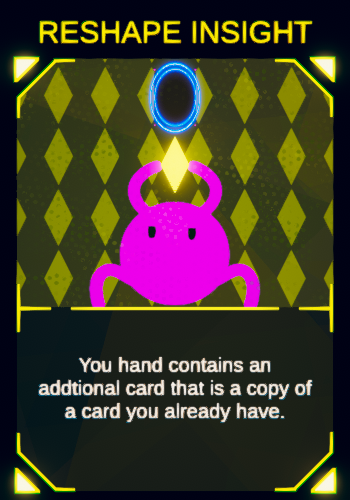 RESHAPE INSIGHT
You hand contains an
addtional card that is a copy of
a card you already have.